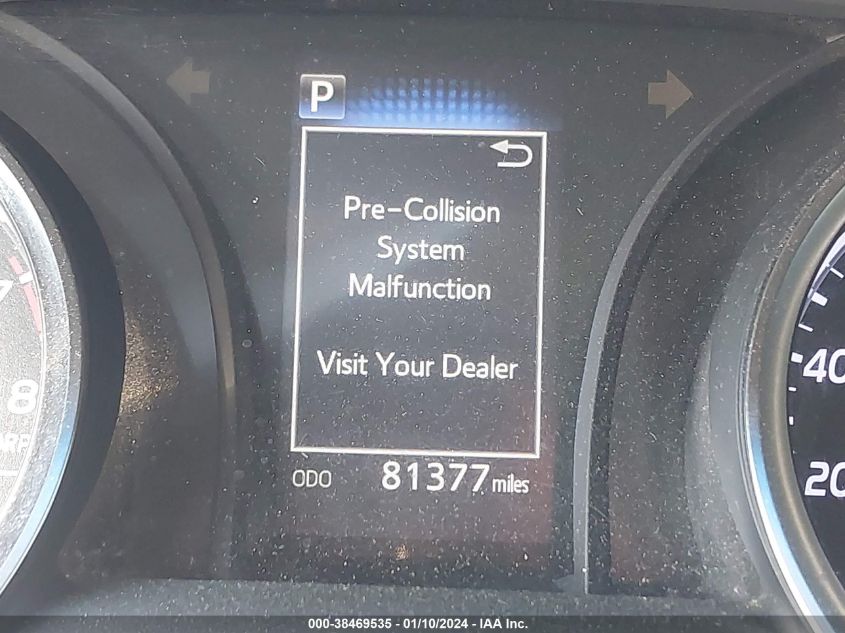 P
Pre-Collision
System
Malfunction
Visit Your Dealer
ODO 81377 miles
7
8
40
20
000-38469535 - 01/10/2024 - IAA Inc.